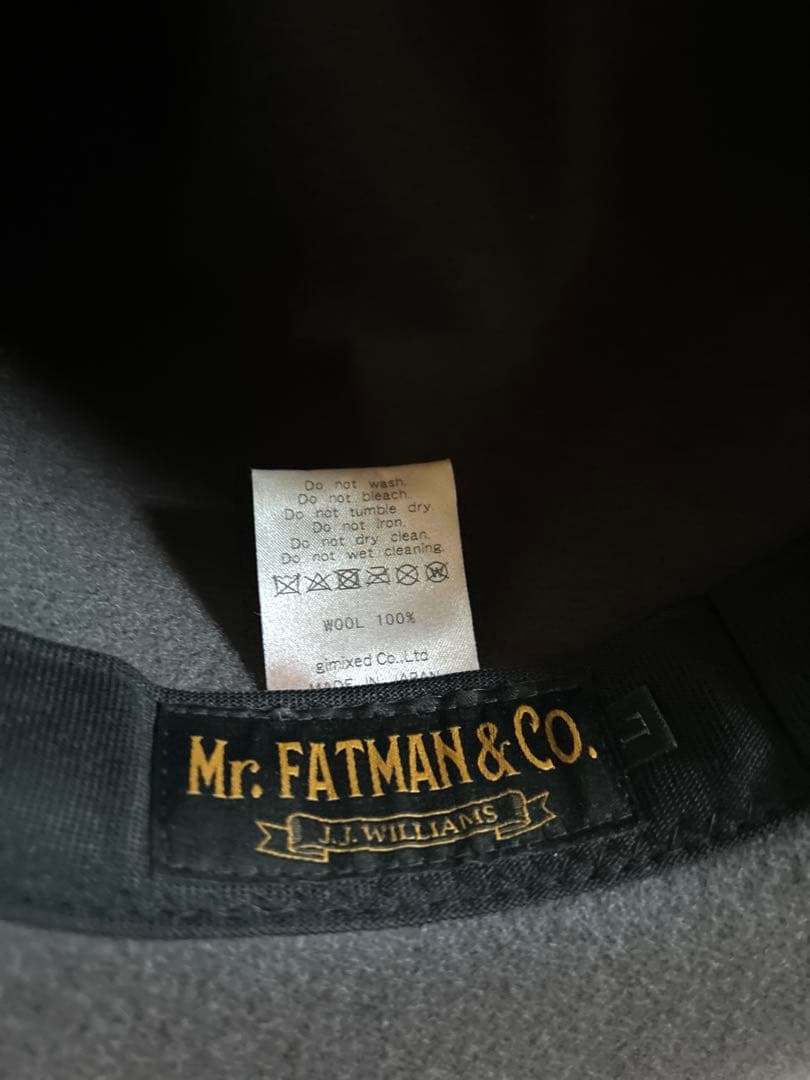 Do not wash.
Do not bleach.
Do not tumble dry.
Do not iron.
Do not dry clean.
Do not wet cleaning.
W
WOOL 100%
gimixed Co.,Ltd
MADE IN JAPAN
Mr. FATMAN & CO.
J.J.WILLIAMS